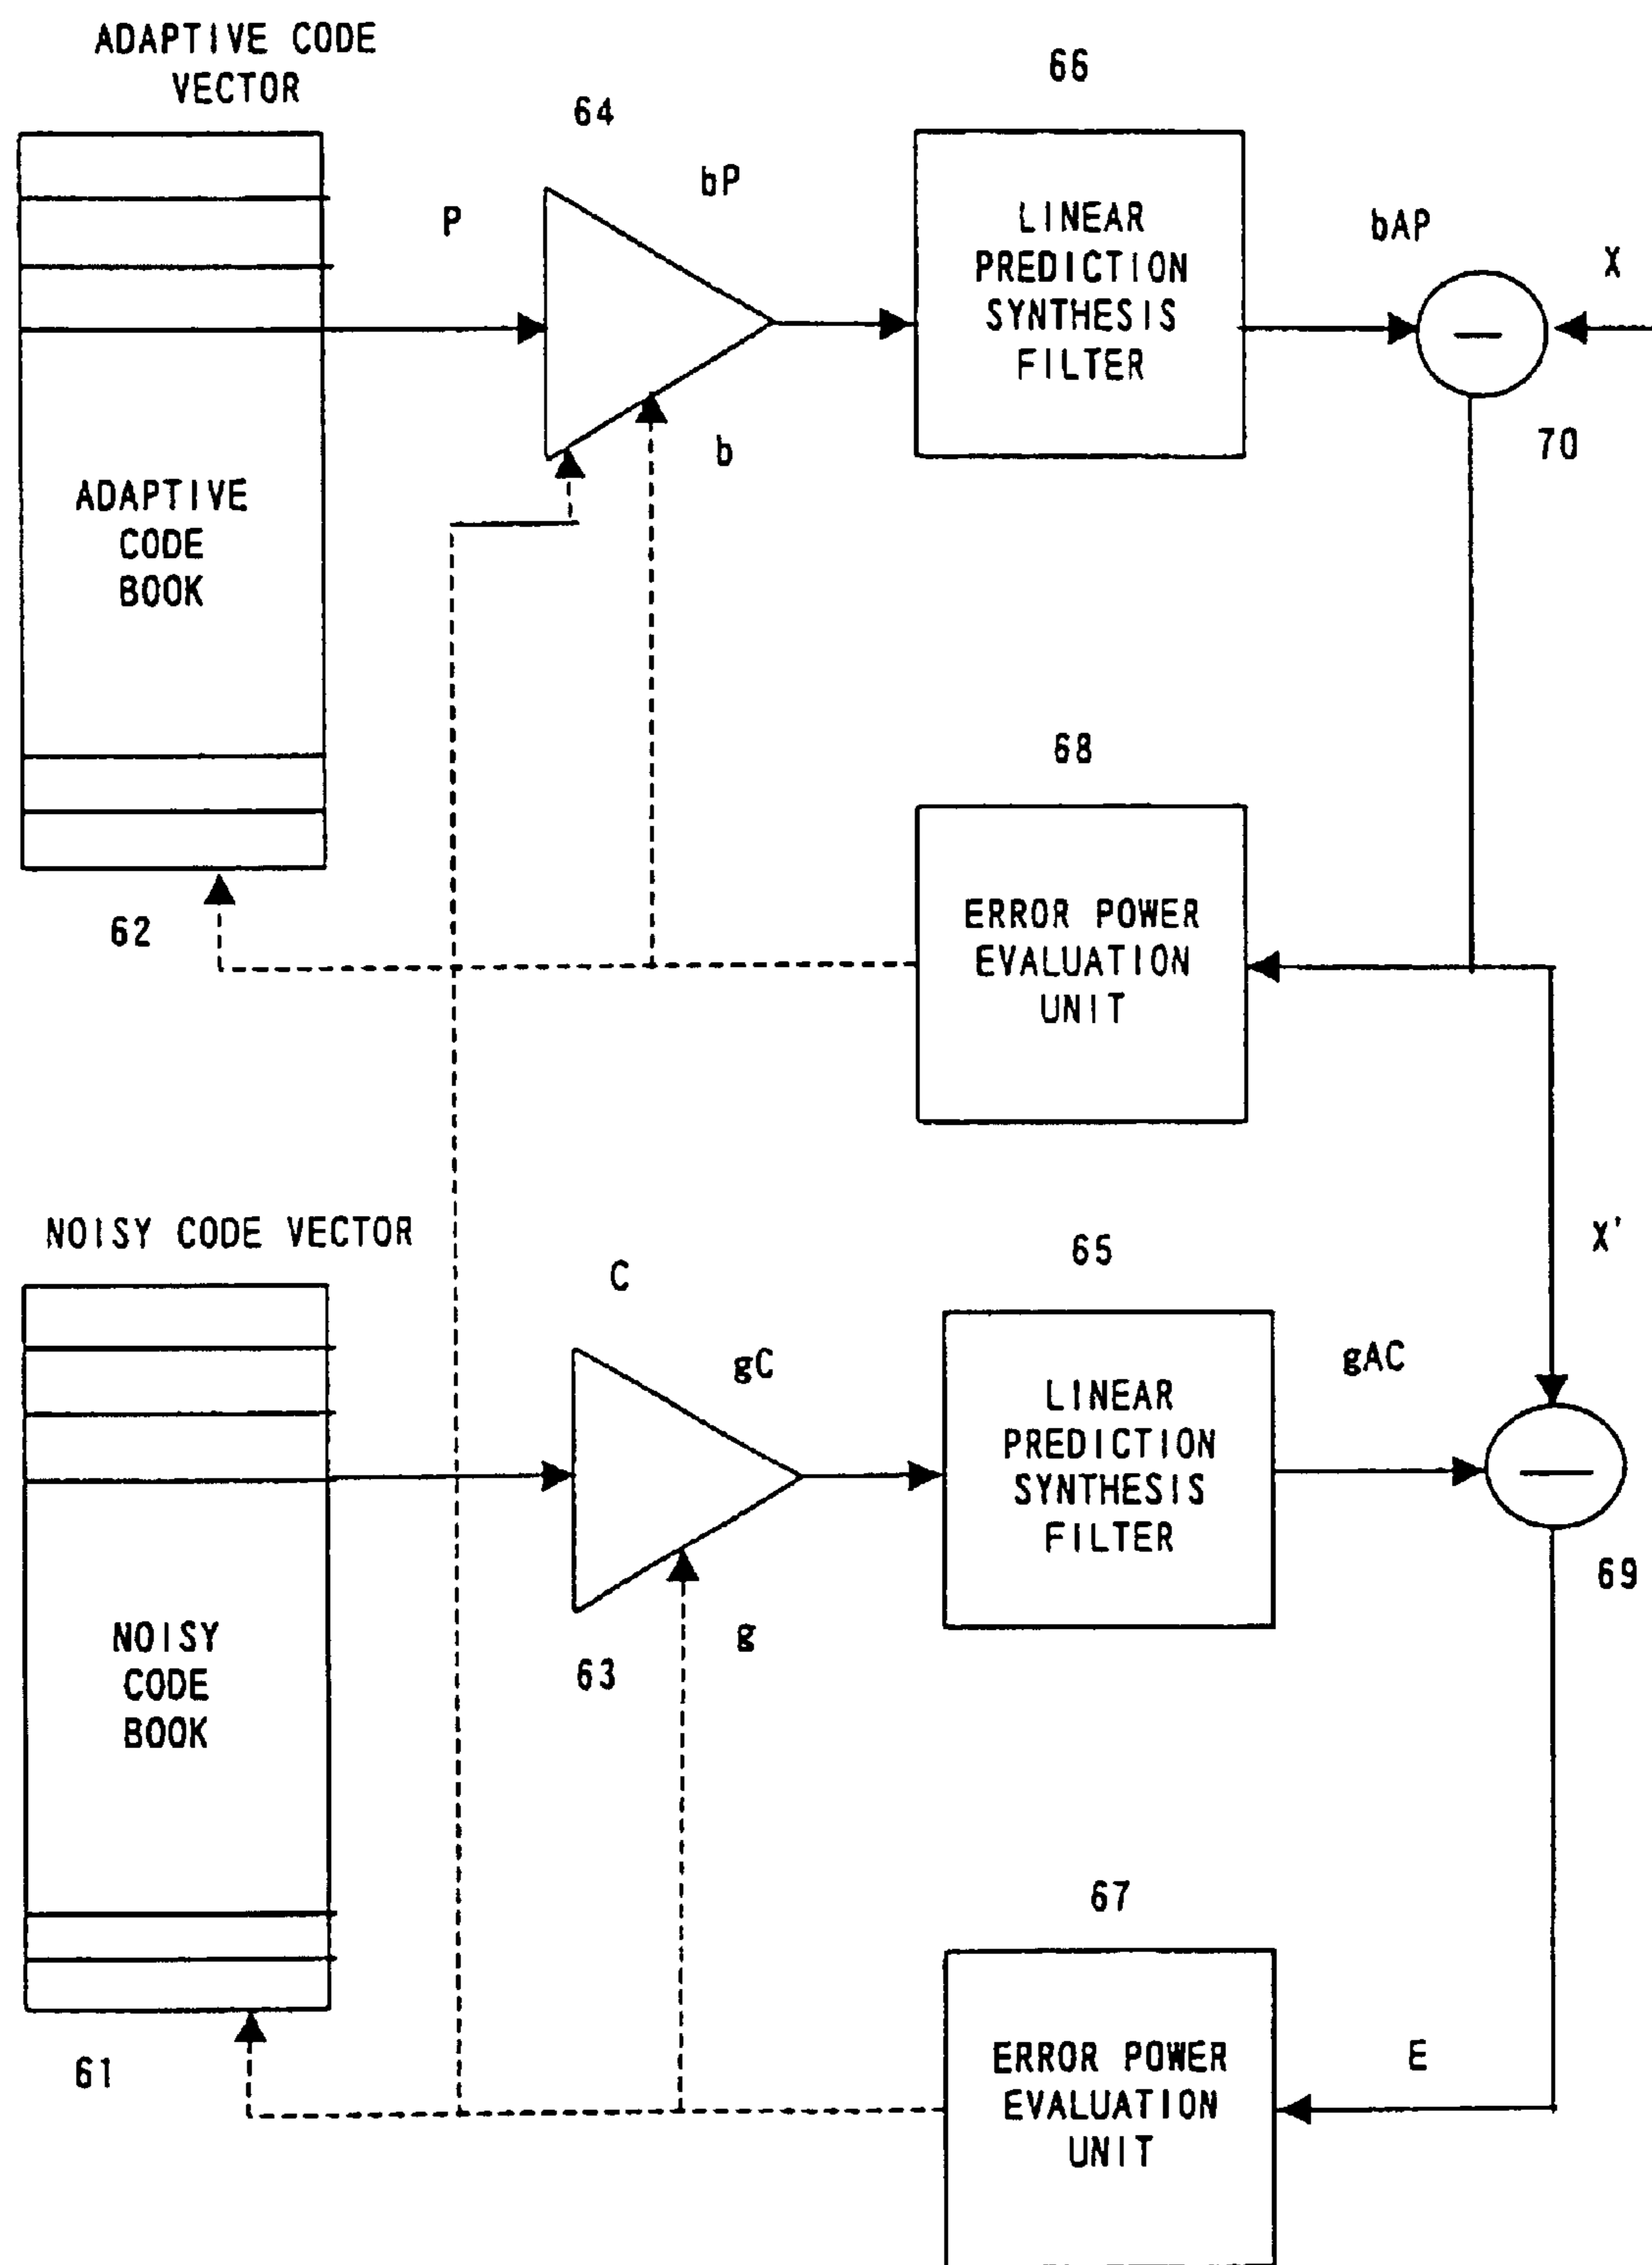 ADAPTIVE CODE
VECTOR
66
64
bP
P
LINEAR
PREDICTION
SYNTHESIS
FILTER
bAP
X
b
70
ADAPTIVE
CODE
BOOK
68
62
ERROR POWER
EVALUATION
UNIT
NOISY CODE VECTOR
X'
65
C
gC
gAC
LINEAR
PREDICTION
SYNTHESIS
FILTER
69
g
63
NOISY
CODE
BOOK
67
61
ERROR POWER
EVALUATION
UNIT
E